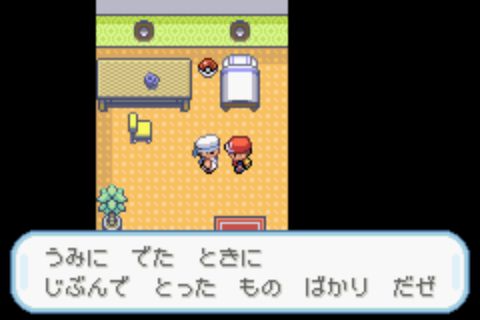 うみに　でた　ときに
じぶんで　とった　もの　ばかり　だぜ